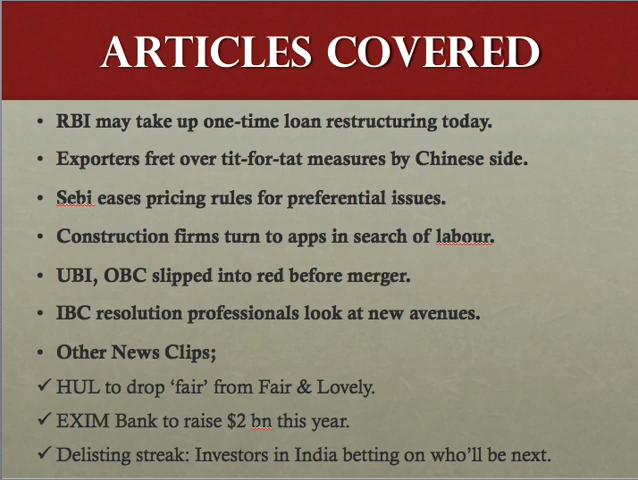 ARTICLES COVERED
• RBI may take up one-time loan restructuring today.
• Exporters fret over tit-for-tat measures by Chinese side.
• Sebi eases pricing rules for preferential issues.
• Construction firms turn to apps in search of labour.
• UBI, OBC slipped into red before merger.
• IBC resolution professionals look at new avenues.
• Other News Clips;
✓ HUL to drop ‘fair’ from Fair & Lovely.
✓ EXIM Bank to raise $2 bn this year.
✓ Delisting streak: Investors in India betting on who’ll be next.